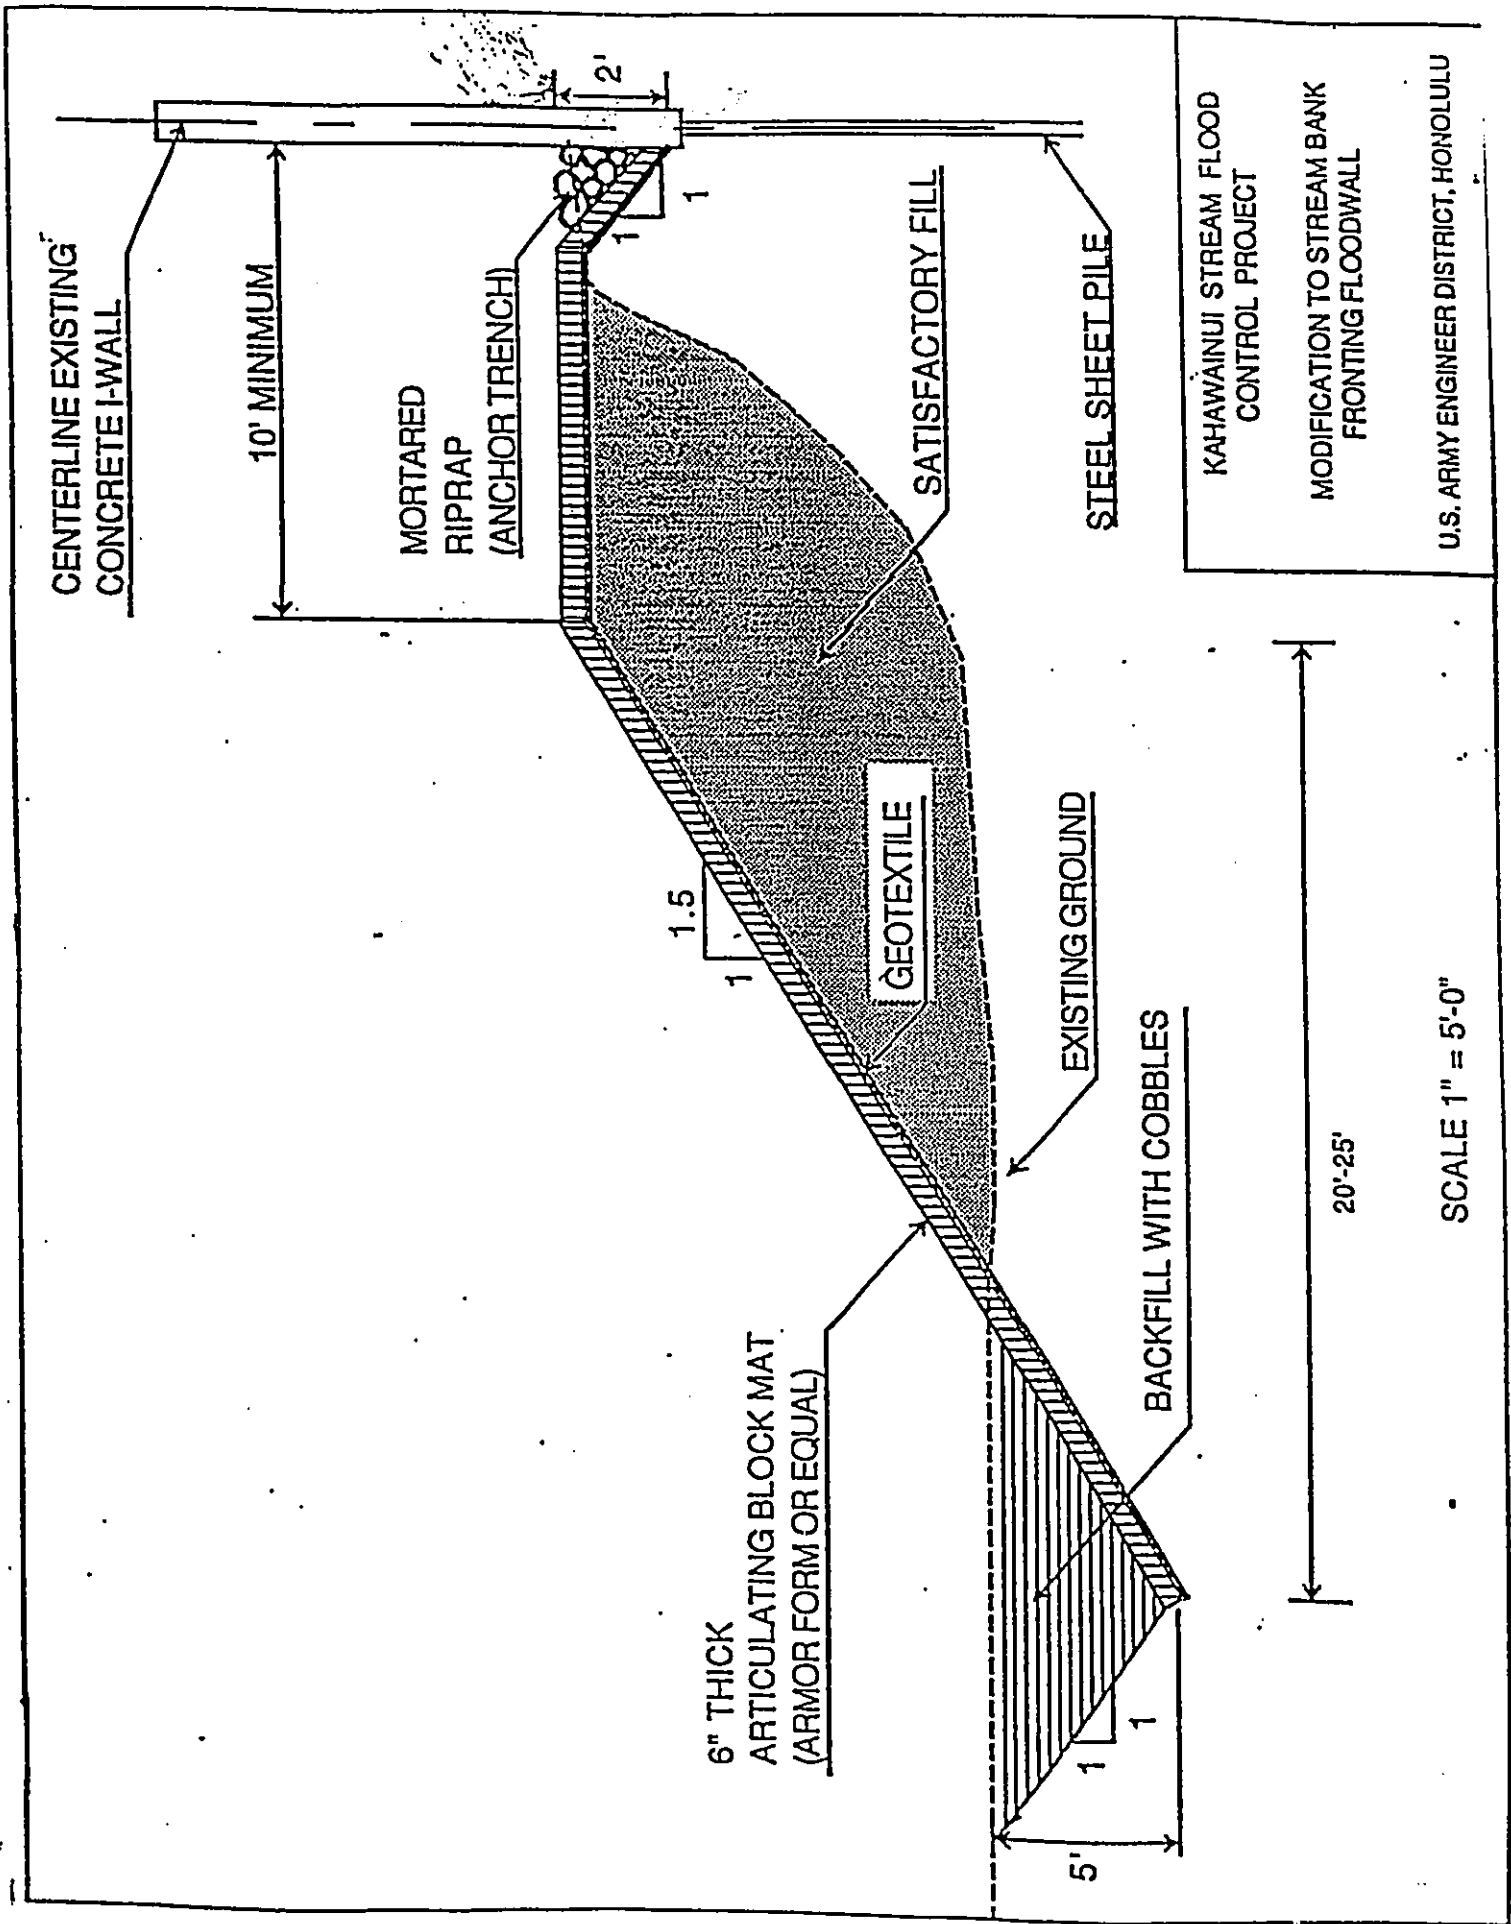 CENTERLINE EXISTING
CONCRETE I-WALL
10' MINIMUM
2'
MORTARED
RIPRAP
(ANCHOR TRENCH)
1
1
SATISFACTORY FILL
STEEL SHEET PILE
1.5
1
GEOTEXTILE
EXISTING GROUND
6" THICK
ARTICULATING BLOCK MAT
(ARMOR FORM OR EQUAL)
BACKFILL WITH COBBLES
1
1
5'
20'-25'
SCALE 1" = 5'-0"
KAHAWAINUI STREAM FLOOD
CONTROL PROJECT
MODIFICATION TO STREAM BANK
FRONTING FLOODWALL
U.S. ARMY ENGINEER DISTRICT, HONOLULU